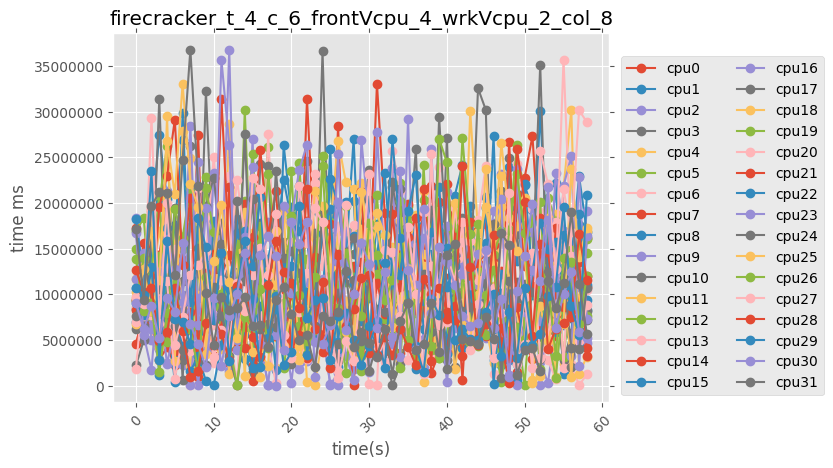 firecracker_t_4_c_6_frontVcpu_4_wrkVcpu_2_col_8
time ms
35000000
30000000
25000000
20000000
15000000
10000000
5000000
0
0
10
20
30
40
50
60
time(s)
cpu0
cpu1
cpu2
cpu3
cpu4
cpu5
cpu6
cpu7
cpu8
cpu9
cpu10
cpu11
cpu12
cpu13
cpu14
cpu15
cpu16
cpu17
cpu18
cpu19
cpu20
cpu21
cpu22
cpu23
cpu24
cpu25
cpu26
cpu27
cpu28
cpu29
cpu30
cpu31